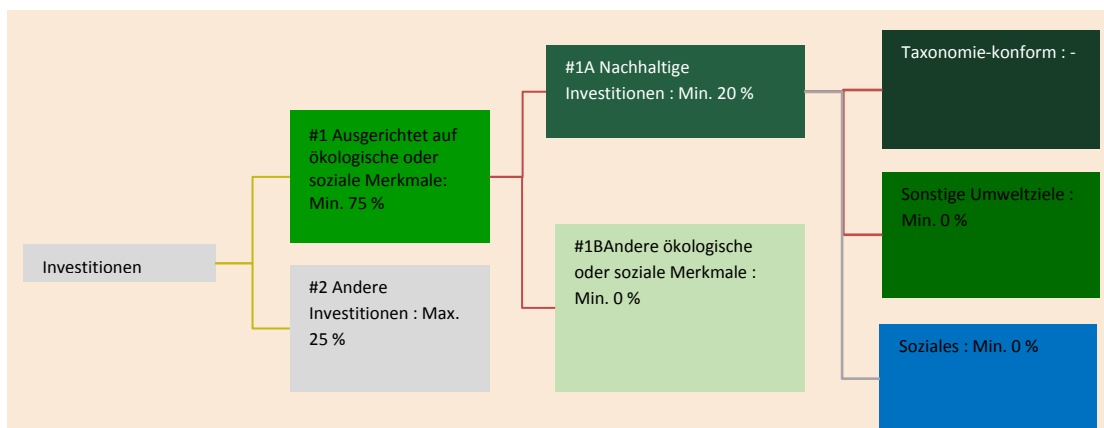 Investitionen
#1 Ausgerichtet auf
ökologische oder
soziale Merkmale:
Min. 75 %
#2 Andere
Investitionen : Max.
25 %
#1A Nachhaltige
Investitionen : Min. 20 %
#1BAndere ökologische
oder soziale Merkmale :
Min. 0 %
Taxonomie-konform : -
Sonstige Umweltziele :
Min. 0 %
Soziales : Min. 0 %